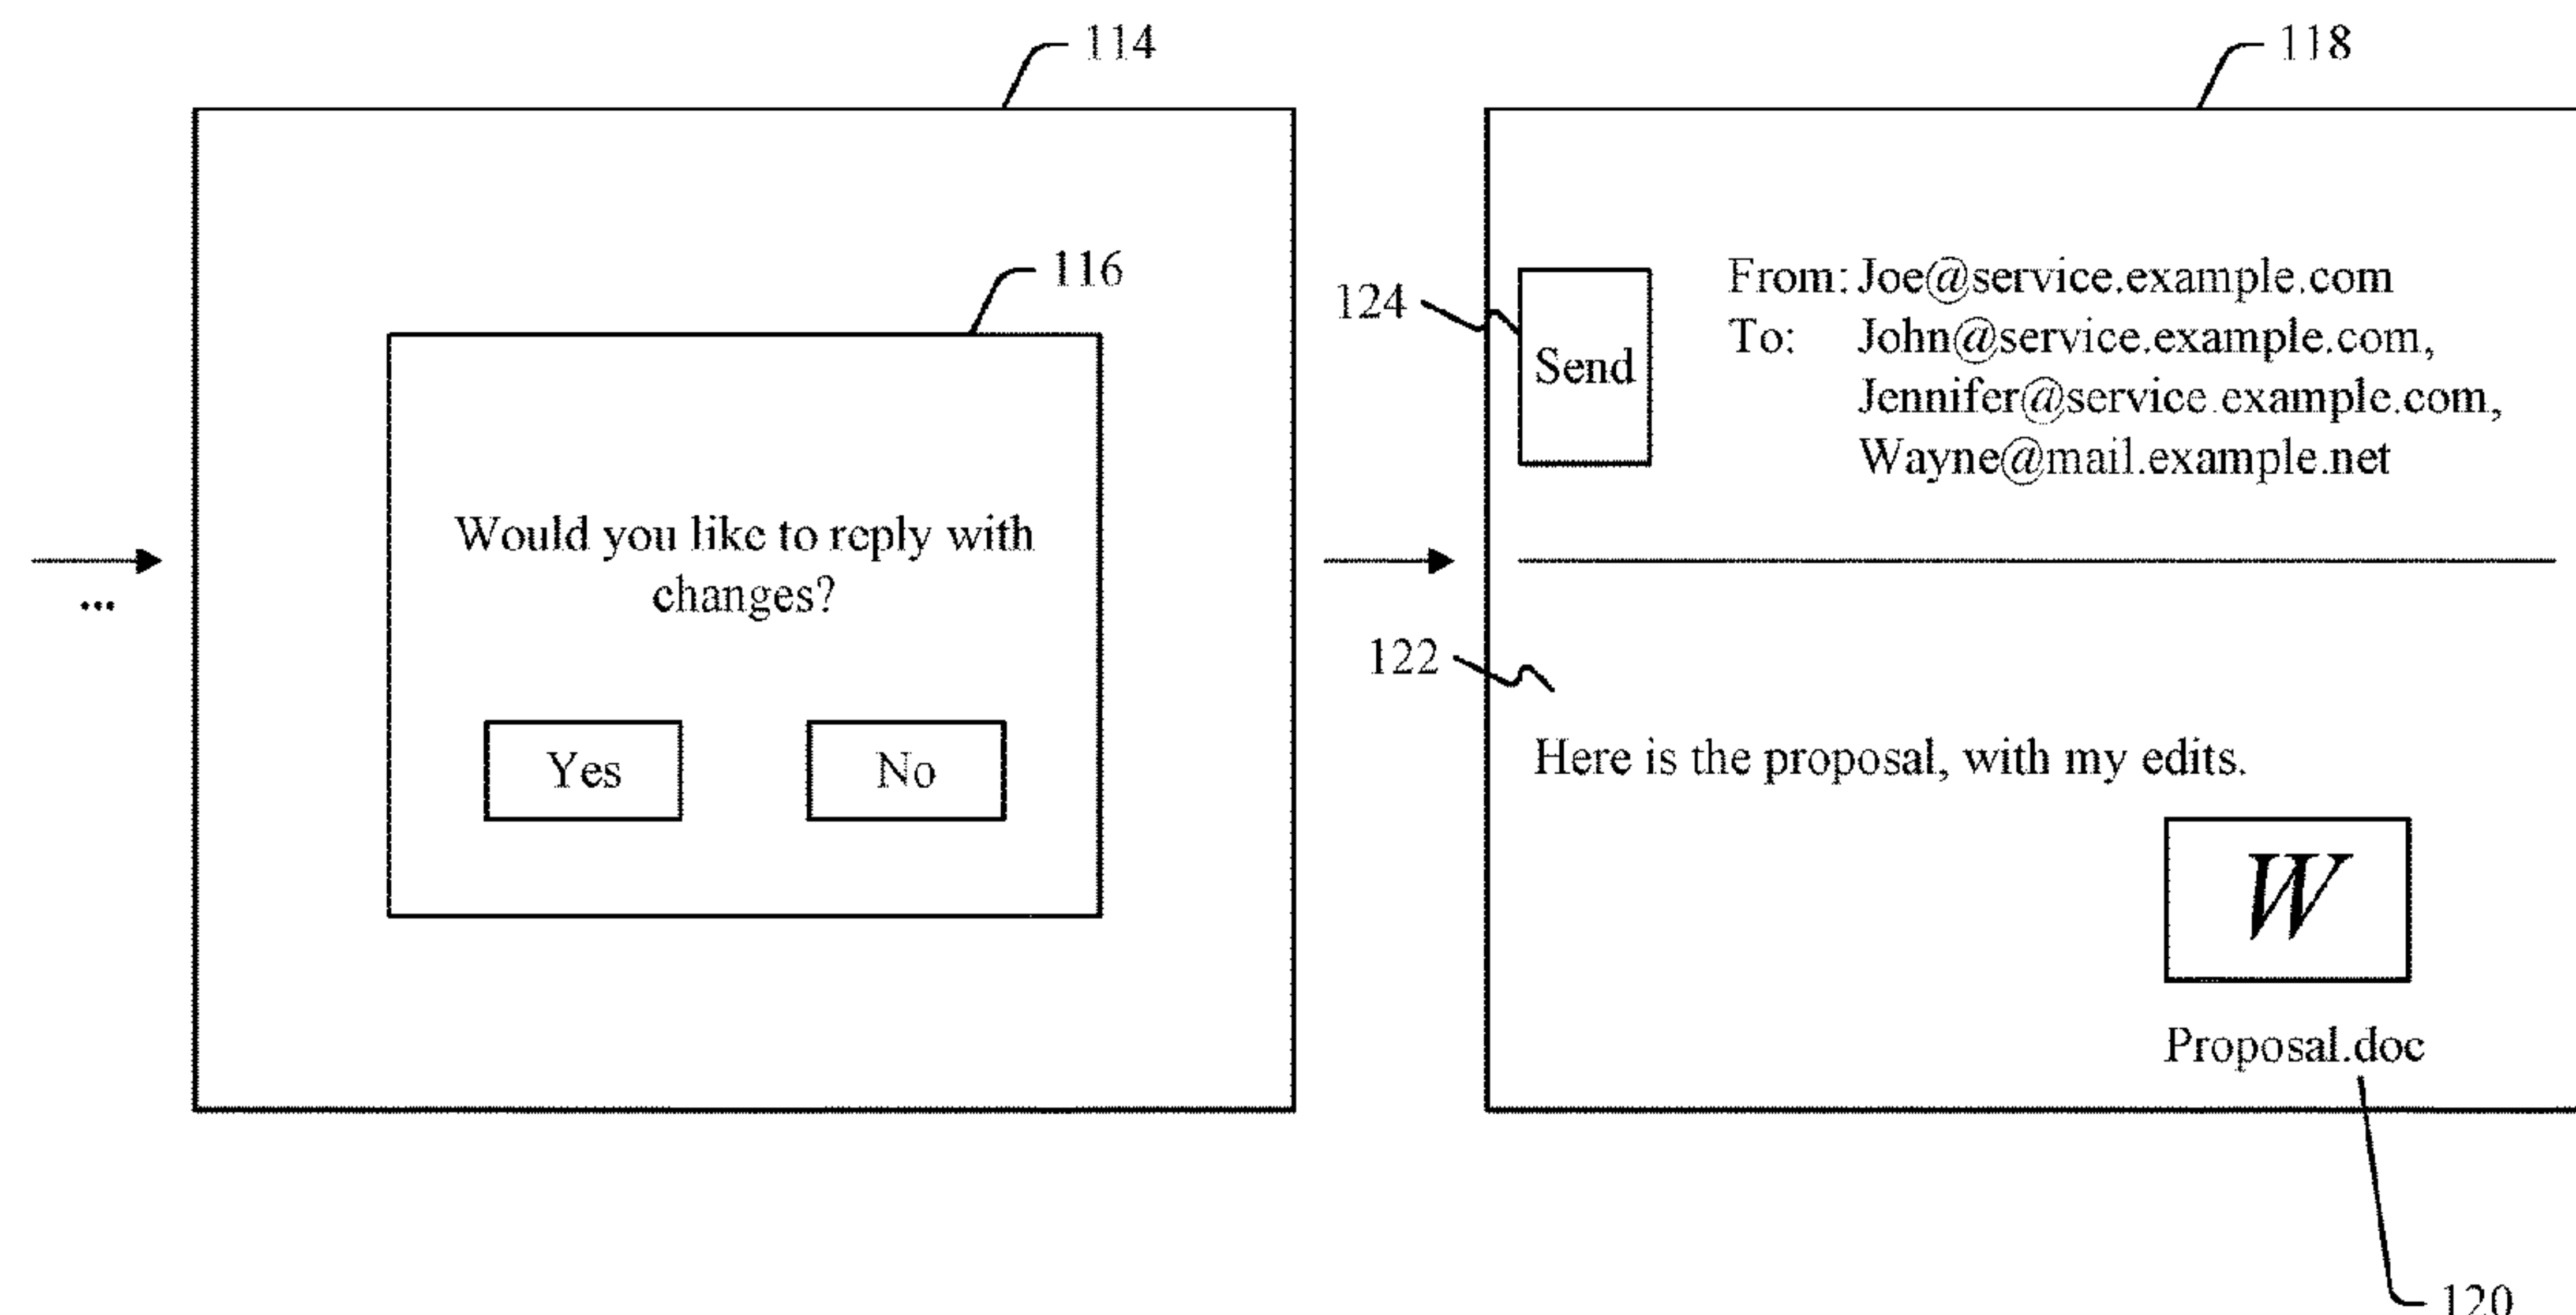 114
116
Would you like to reply with
changes?
Yes No
...
118
124
Send
From: Joe@service.example.com
To: John@service.example.com,
Jennifer@service.example.com,
Wayne@mail.example.net
122
Here is the proposal, with my edits.
W
Proposal.doc
120